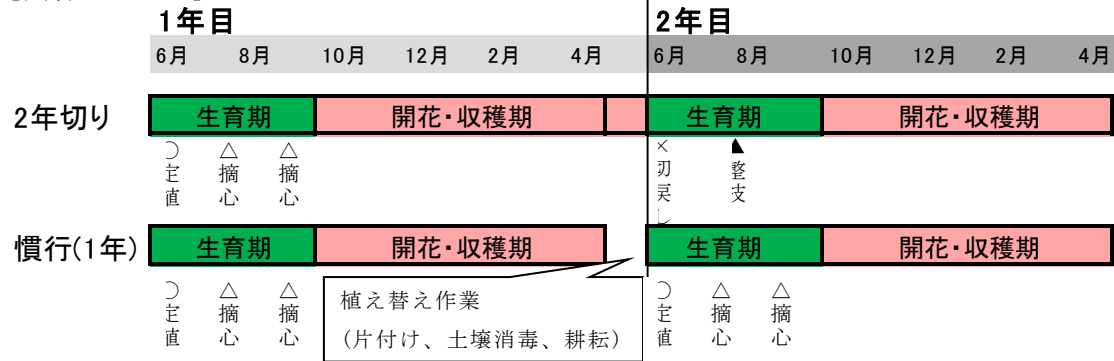 1年目 2年目
6月 8月 10月 12月 2月 4月 6月 8月 10月 12月 2月 4月
2年切り 生育期 開花・収穫期 生育期 開花・収穫期
○定植 △摘心 △摘心 ×切戻し ▲整枝
慣行(1年) 生育期 開花・収穫期 生育期 開花・収穫期
○定植 △摘心 △摘心 ○定植 △摘心 △摘心
植え替え作業
(片付け、土壌消毒、耕耘)